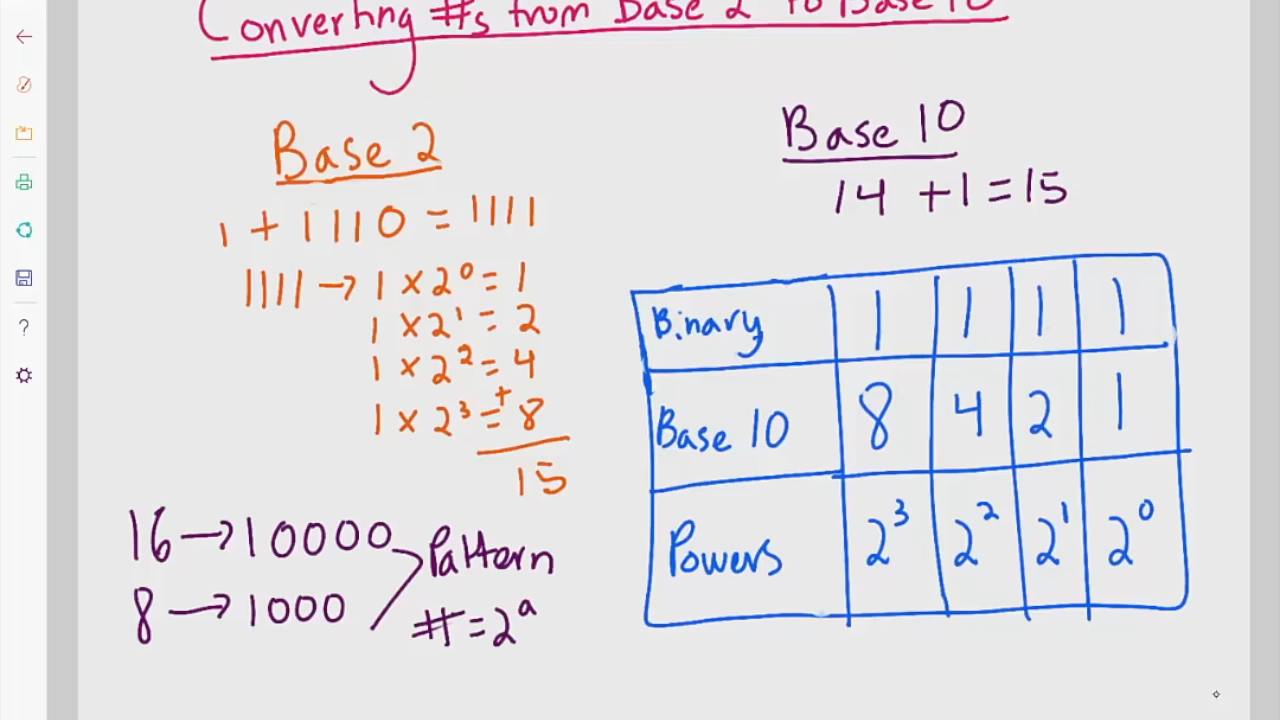 Converting #s from Base 2 to Base 10
Base 2
1 + 1110 = 1111
1111 → 1 × 2⁰ = 1
1 × 2¹ = 2
1 × 2² = 4
1 × 2³ = + 8
15
16 → 10000
8 → 1000
Pattern
# = 2ᵃ
Base 10
14 + 1 = 15
Binary 1 1 1 1
Base 10 8 4 2 1
Powers 2³ 2² 2¹ 2⁰
?